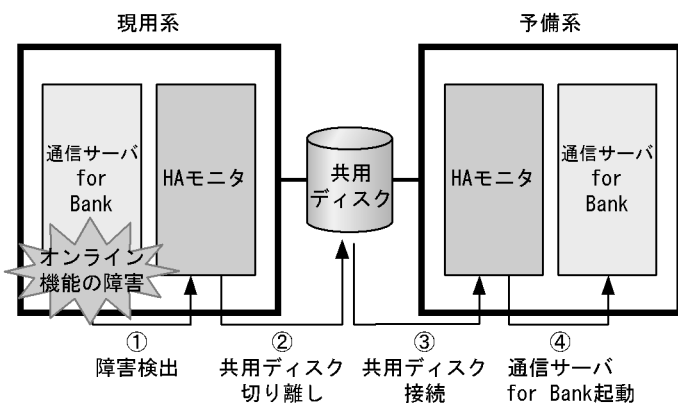 現用系
予備系
通信サーバ
for
Bank
HAモニタ
オンライン
機能の障害
共用
ディスク
HAモニタ
通信サーバ
for
Bank
①
障害検出
②
共用ディスク
切り離し
③
共用ディスク
接続
④
通信サーバ
for Bank起動